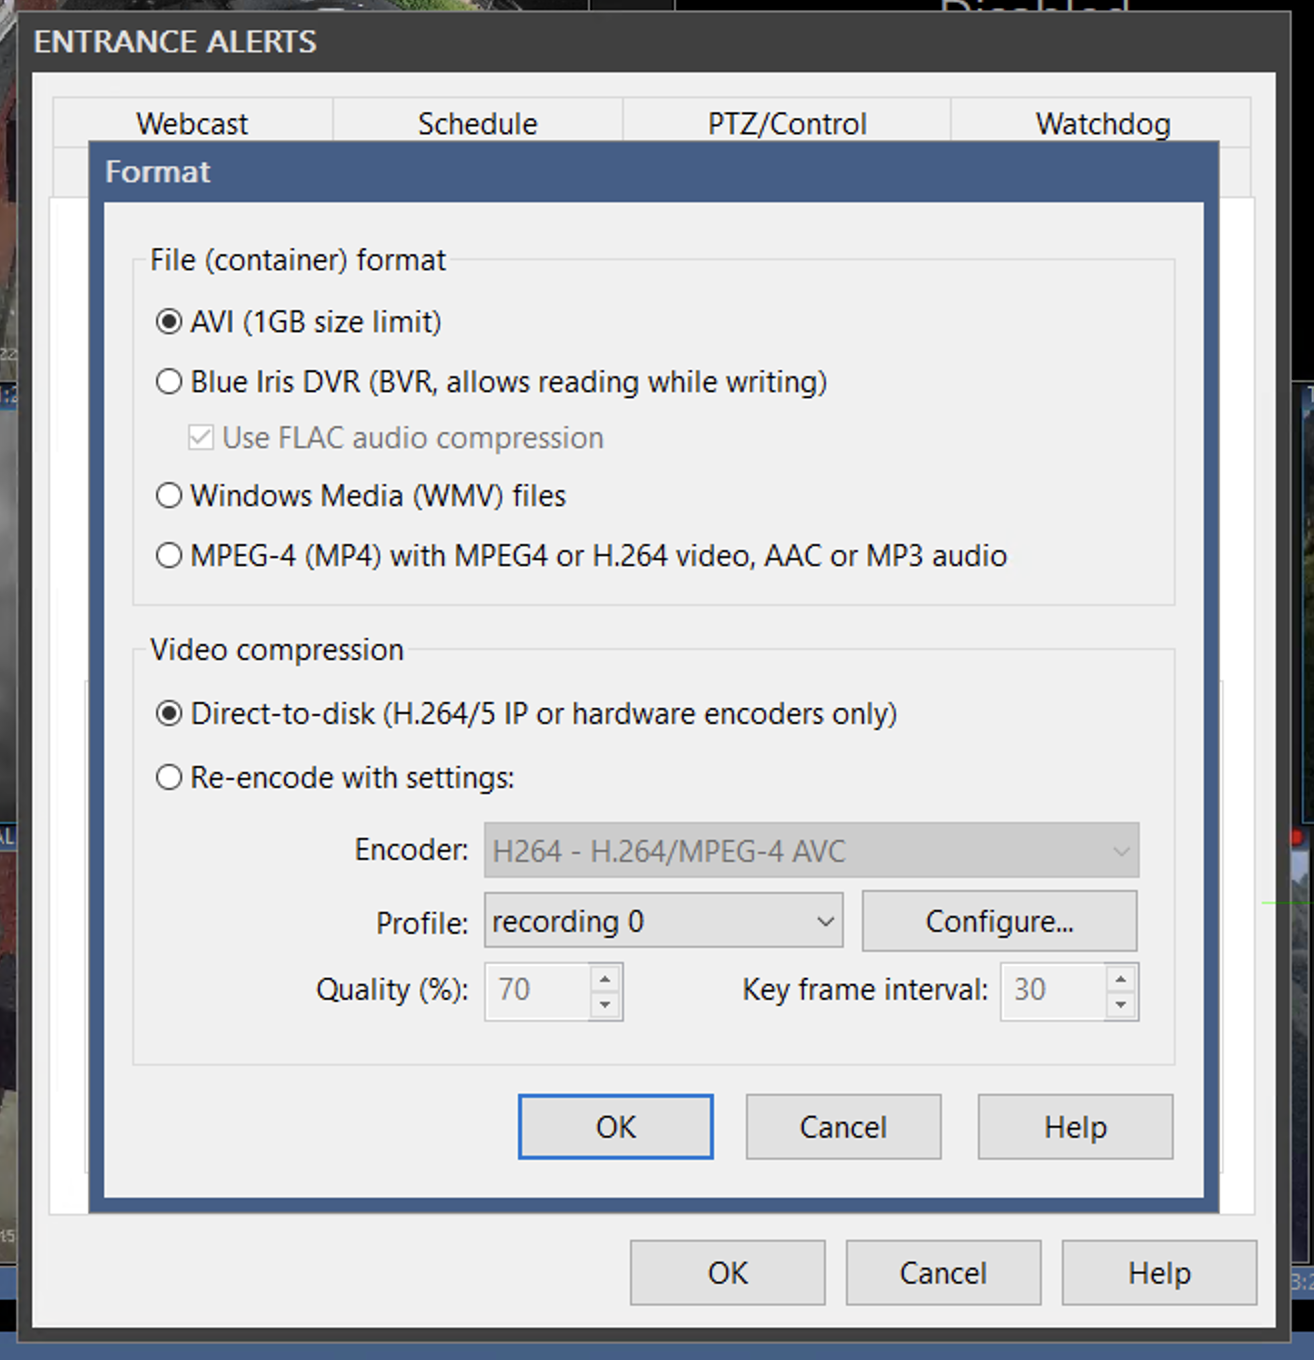 Disabled
ENTRANCE ALERTS
Webcast Schedule PTZ/Control Watchdog
Format
File (container) format
AVI (1GB size limit)
Blue Iris DVR (BVR, allows reading while writing)
Use FLAC audio compression
Windows Media (WMV) files
MPEG-4 (MP4) with MPEG4 or H.264 video, AAC or MP3 audio
Video compression
Direct-to-disk (H.264/5 IP or hardware encoders only)
Re-encode with settings:
Encoder: H264 - H.264/MPEG-4 AVC
Profile: recording 0 Configure...
Quality (%): 70 Key frame interval: 30
OK Cancel Help
OK Cancel Help